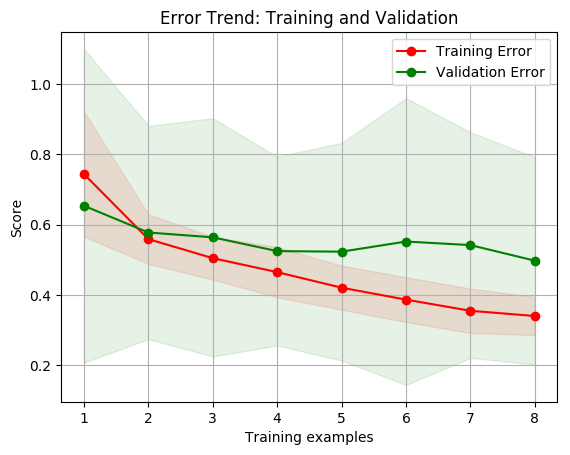 Error Trend: Training and Validation
Training Error
Validation Error
1.0
0.8
0.6
0.4
0.2
Score
1 2 3 4 5 6 7 8
Training examples